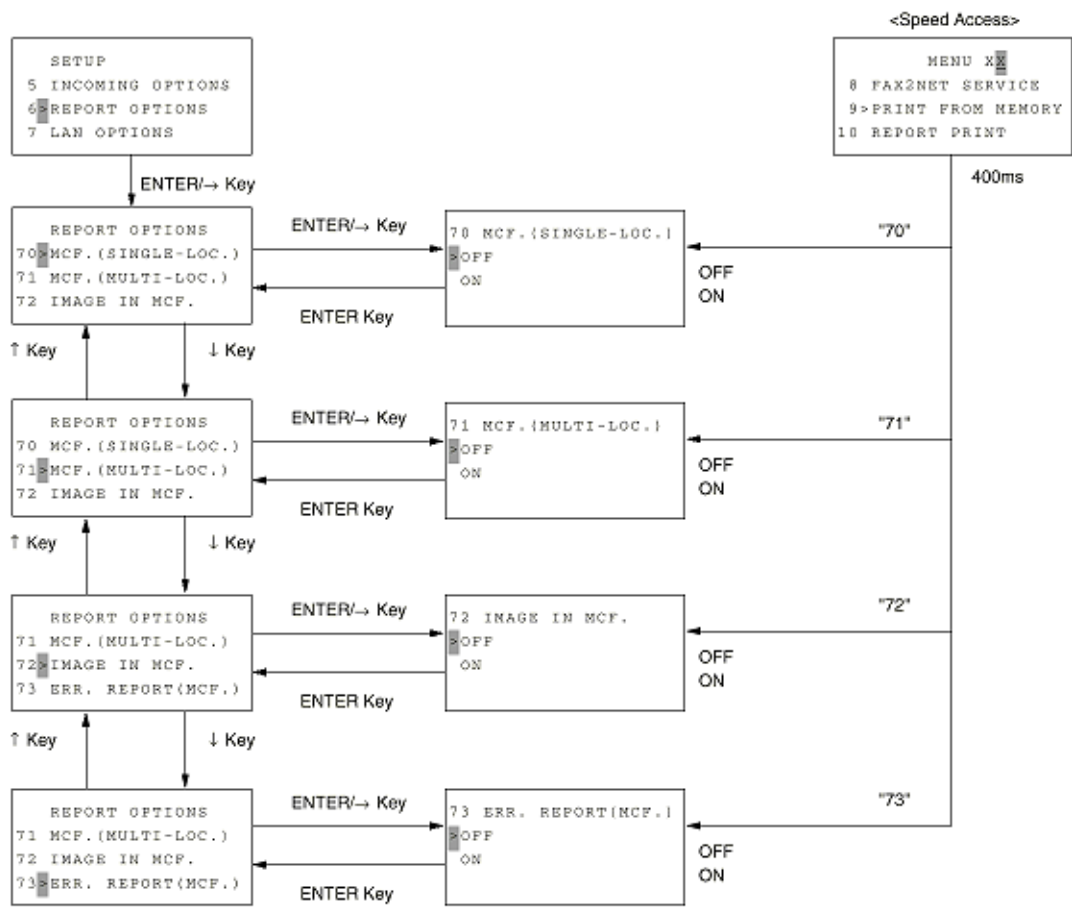 <Speed Access>
SETUP
5 INCOMING OPTIONS
6>REPORT OPTIONS
7 LAN OPTIONS
MENU XX
8 FAX2NET SERVICE
9>PRINT FROM MEMORY
10 REPORT PRINT
ENTER/→ Key
400ms
REPORT OPTIONS
70>MCF.(SINGLE-LOC.)
71 MCF.(MULTI-LOC.)
72 IMAGE IN MCF.
ENTER/→ Key
ENTER Key
70 MCF.(SINGLE-LOC.)
>OFF
ON
"70"
OFF
ON
↑ Key
↓ Key
REPORT OPTIONS
70 MCF.(SINGLE-LOC.)
71>MCF.(MULTI-LOC.)
72 IMAGE IN MCF.
ENTER/→ Key
ENTER Key
71 MCF.(MULTI-LOC.)
>OFF
ON
"71"
OFF
ON
↑ Key
↓ Key
REPORT OPTIONS
71 MCF.(MULTI-LOC.)
72>IMAGE IN MCF.
73 ERR. REPORT(MCF.)
ENTER/→ Key
ENTER Key
72 IMAGE IN MCF.
>OFF
ON
"72"
OFF
ON
↑ Key
↓ Key
REPORT OPTIONS
71 MCF.(MULTI-LOC.)
72 IMAGE IN MCF.
73>ERR. REPORT(MCF.)
ENTER/→ Key
ENTER Key
73 ERR. REPORT(MCF.)
>OFF
ON
"73"
OFF
ON